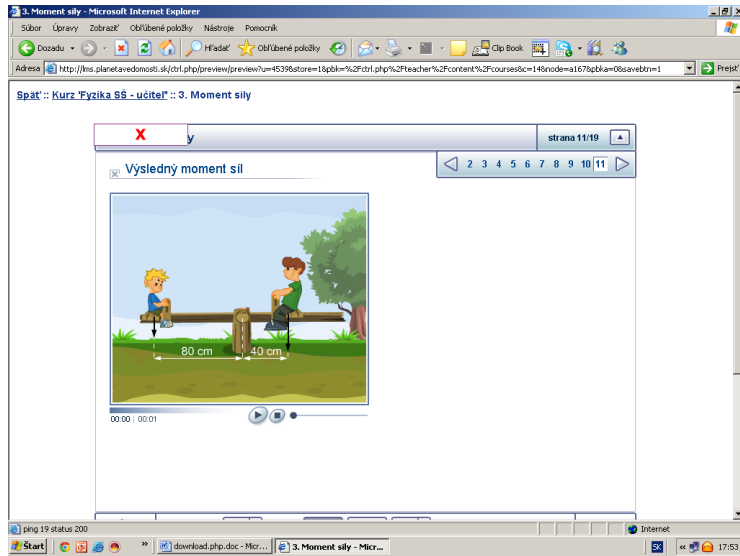 3. Moment sily - Microsoft Internet Explorer
Súbor Úpravy Zobraziť Obľúbené položky Nástroje Pomocník
Dozadu Hľadať Obľúbené položky Clip Book
Adresa http://lms.planetavedomosti.sk/ctrl.php/preview/preview?u=4539&store=1&pbk=%2Fctrl.php%2Fteacher%2Fcontent%2Fcourses&c=14&node=a167&pbka=0&savebtn=1 Prejsť
Späť :: Kurz 'Fyzika SŠ - učiteľ' :: 3. Moment sily
X y strana 11/19
2 3 4 5 6 7 8 9 10 11
Výsledný moment síl
80 cm 40 cm
00:00 | 00:01
ping 19 status 200 Internet
Štart » download.php.doc - Micr... 3. Moment sily - Micr... SK « 17:53